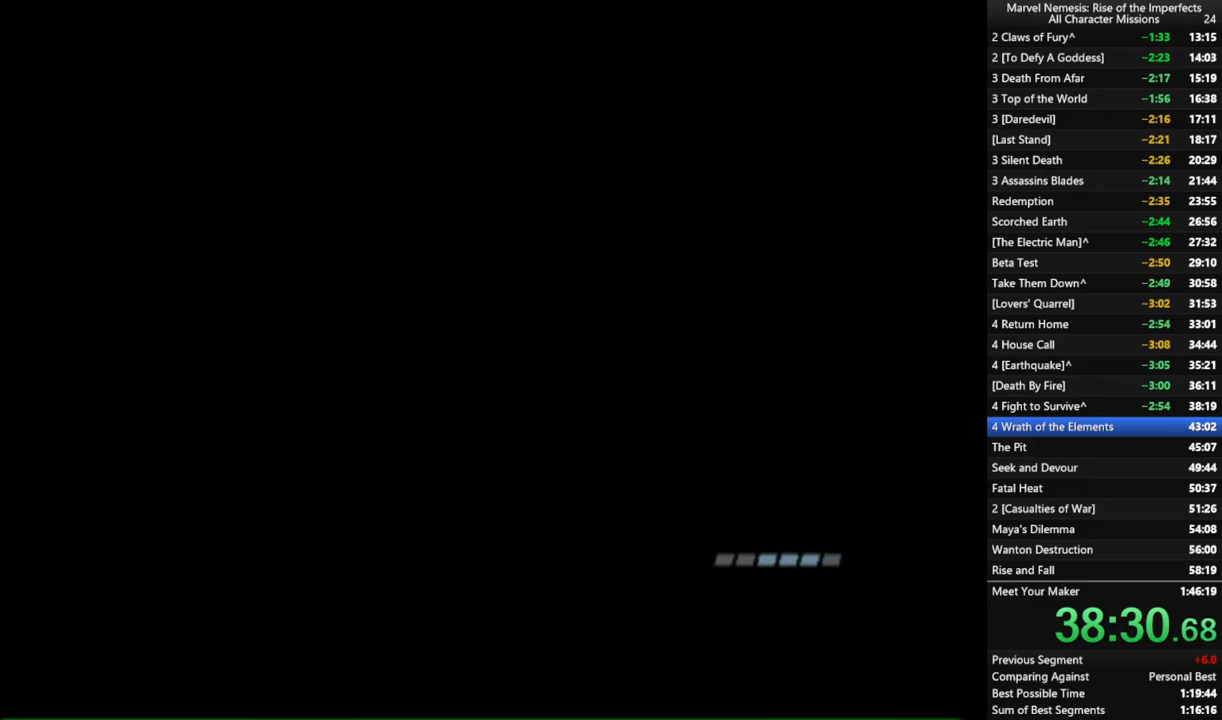 Marvel Nemesis: Rise of the Imperfects
All Character Missions 24
2 Claws of Fury^ −1:33 13:15
2 [To Defy A Goddess] −2:23 14:03
3 Death From Afar −2:17 15:19
3 Top of the World −1:56 16:38
3 [Daredevil] −2:16 17:11
[Last Stand] −2:21 18:17
3 Silent Death −2:26 20:29
3 Assassins Blades −2:14 21:44
Redemption −2:35 23:55
Scorched Earth −2:44 26:56
[The Electric Man]^ −2:46 27:32
Beta Test −2:50 29:10
Take Them Down^ −2:49 30:58
[Lovers' Quarrel] −3:02 31:53
4 Return Home −2:54 33:01
4 House Call −3:08 34:44
4 [Earthquake]^ −3:05 35:21
[Death By Fire] −3:00 36:11
4 Fight to Survive^ −2:54 38:19
4 Wrath of the Elements 43:02
The Pit 45:07
Seek and Devour 49:44
Fatal Heat 50:37
2 [Casualties of War] 51:26
Maya's Dilemma 54:08
Wanton Destruction 56:00
Rise and Fall 58:19
Meet Your Maker 1:46:19
38:30.68
Previous Segment +6.0
Comparing Against Personal Best
Best Possible Time 1:19:44
Sum of Best Segments 1:16:16